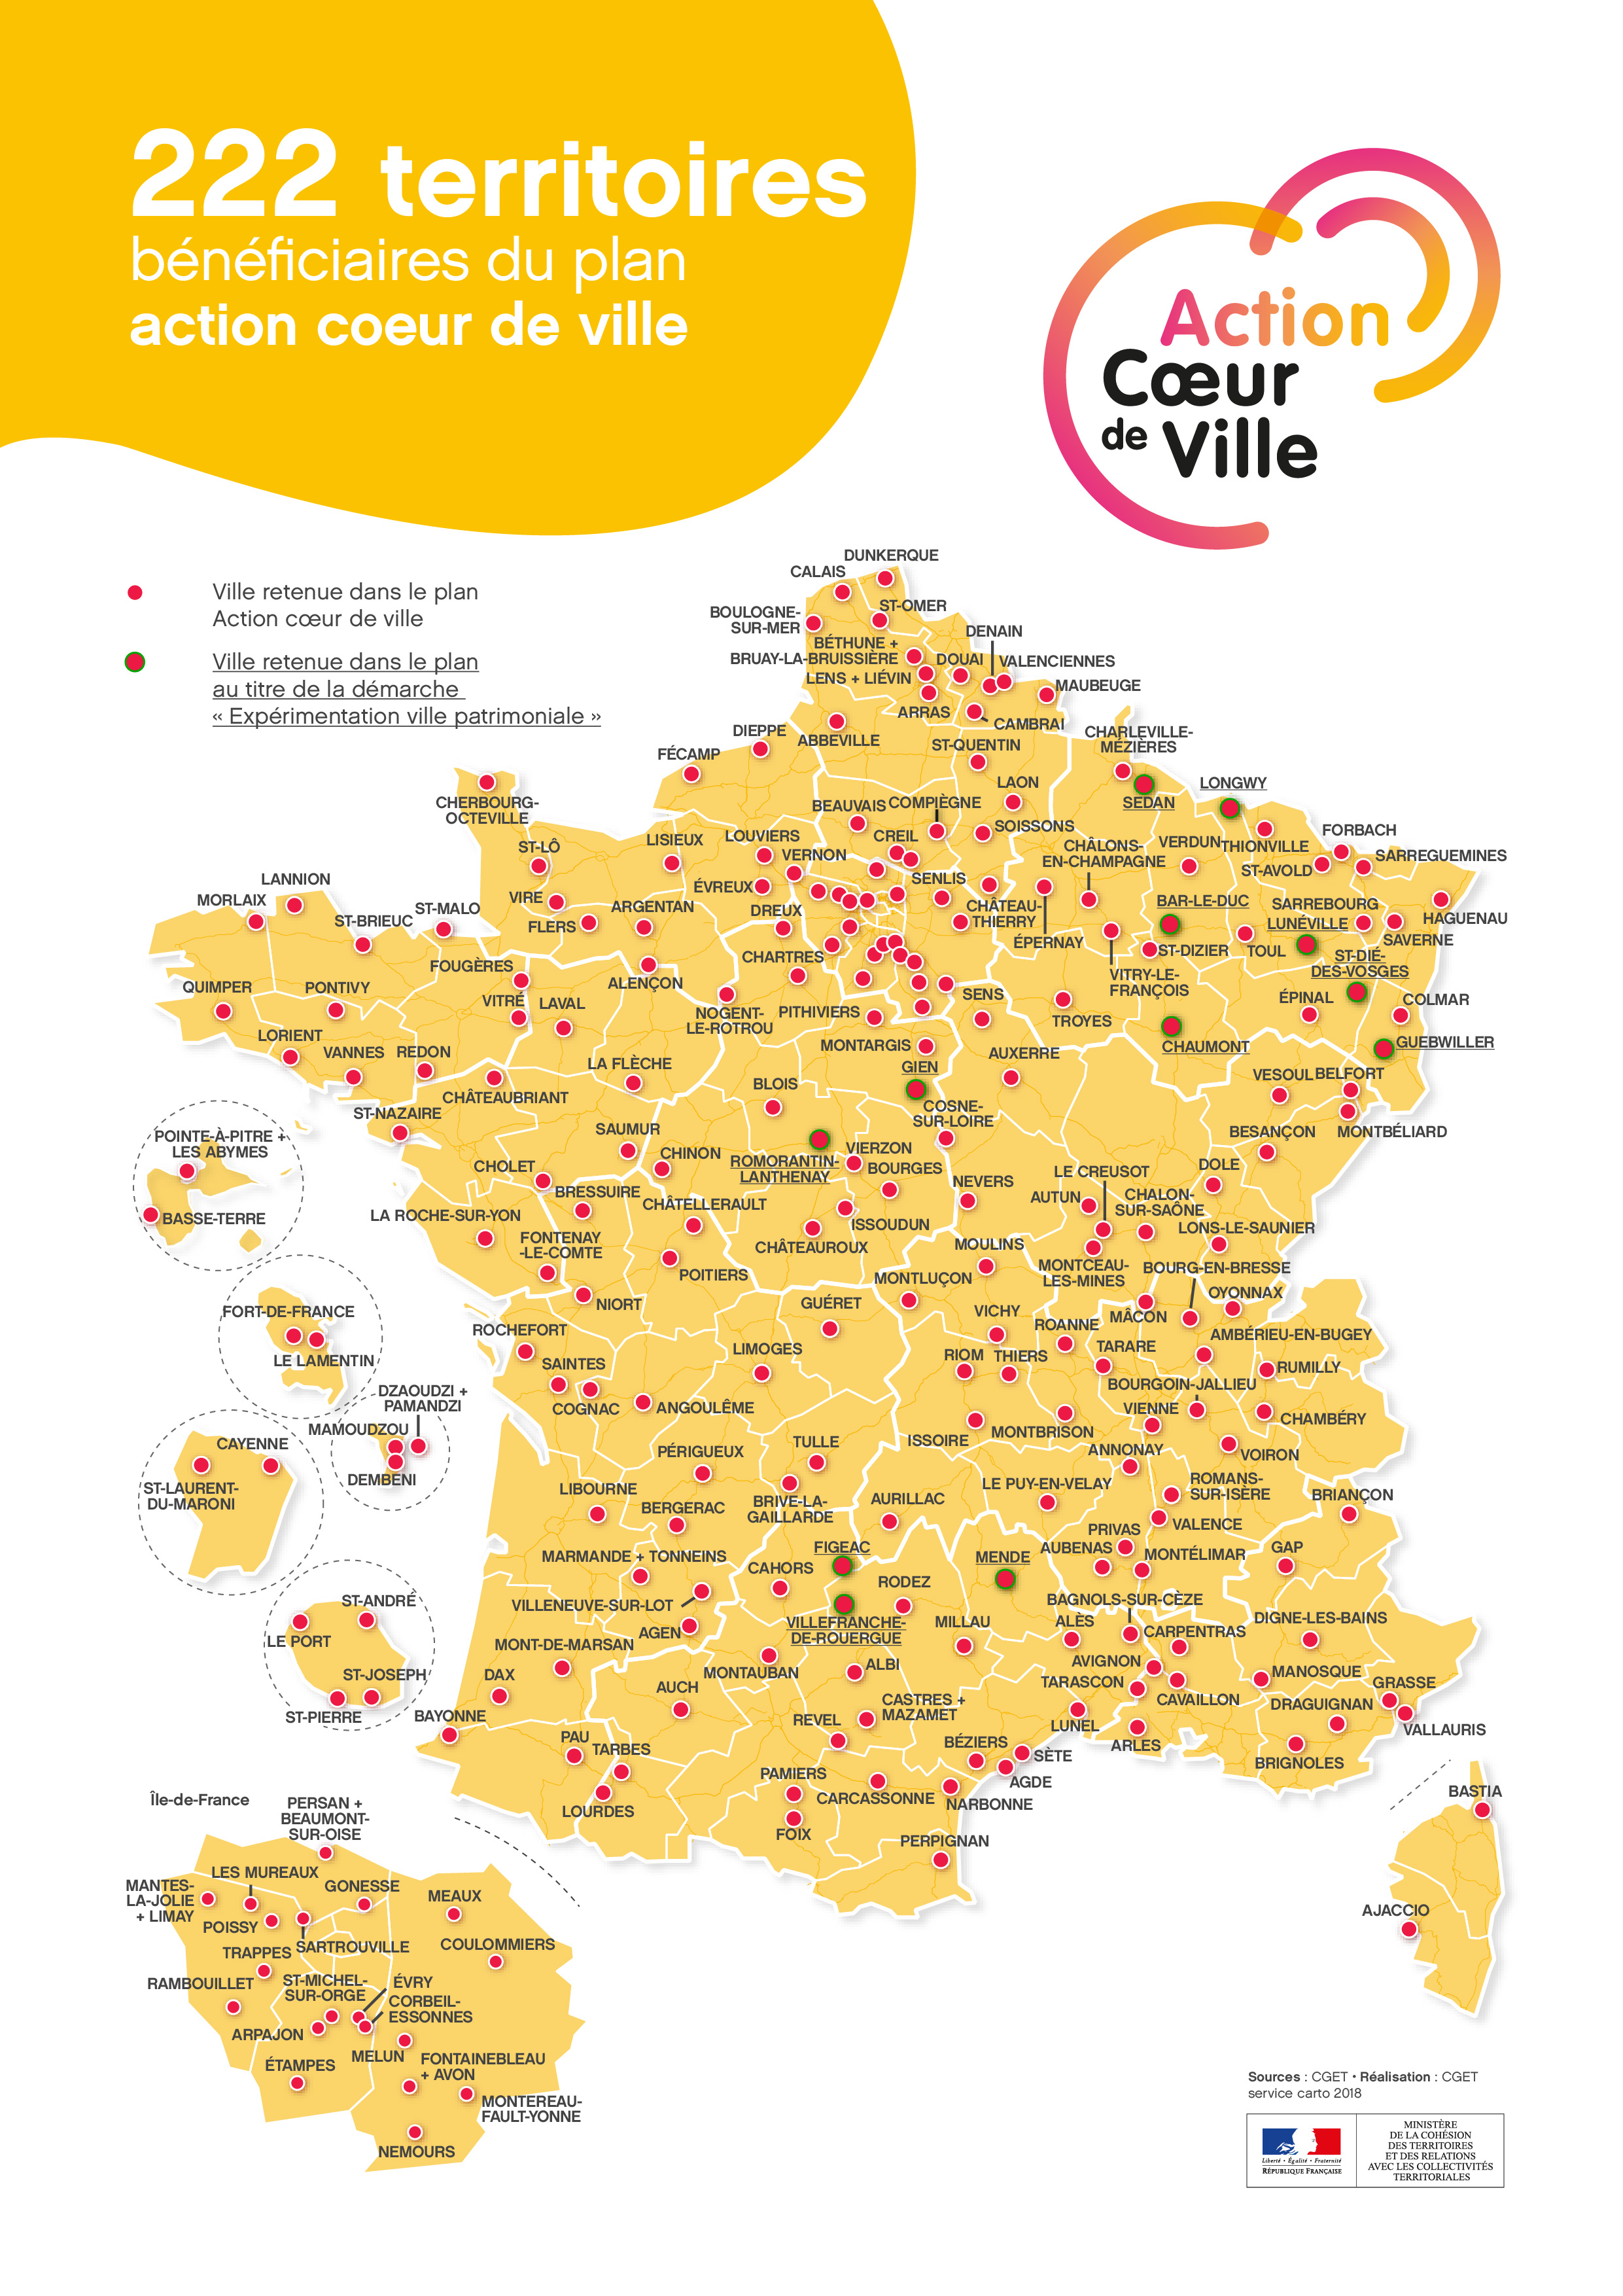 222 territoires
bénéficiaires du plan
action coeur de ville
Action
Cœur
de Ville
Ville retenue dans le plan
Action cœur de ville
Ville retenue dans le plan
au titre de la démarche
« Expérimentation ville patrimoniale »
DUNKERQUE
CALAIS
ST-OMER
BOULOGNE-
SUR-MER
DENAIN
BÉTHUNE +
BRUAY-LA-BRUISSIÈRE
DOUAI
VALENCIENNES
LENS + LIÉVIN
MAUBEUGE
ARRAS
CAMBRAI
DIEPPE
ABBEVILLE
ST-QUENTIN
CHARLEVILLE-
MÉZIÈRES
FÉCAMP
LAON
LONGWY
CHERBOURG-
OCTEVILLE
BEAUVAIS
COMPIÈGNE
SEDAN
LISIEUX
LOUVIERS
CREIL
SOISSONS
VERDUN
THIONVILLE
FORBACH
ST-LÔ
VERNON
CHÂLONS-
EN-CHAMPAGNE
SARREGUEMINES
ST-AVOLD
LANNION
ÉVREUX
SENLIS
MORLAIX
VIRE
ARGENTAN
DREUX
CHÂTEAU-
THIERRY
BAR-LE-DUC
SARREBOURG
ST-BRIEUC
ST-MALO
FLERS
LUNÉVILLE
HAGUENAU
ÉPERNAY
SAVERNE
FOUGÈRES
CHARTRES
ST-DIZIER
TOUL
ST-DIÉ-
DES-VOSGES
ALENÇON
VITRY-LE-
FRANÇOIS
QUIMPER
PONTIVY
VITRÉ
LAVAL
SENS
ÉPINAL
COLMAR
NOGENT-
LE-ROTROU
PITHIVIERS
TROYES
LORIENT
VANNES
REDON
MONTARGIS
AUXERRE
CHAUMONT
GUEBWILLER
LA FLÈCHE
GIEN
VESOUL
BELFORT
CHÂTEAUBRIANT
BLOIS
COSNE-
SUR-LOIRE
ST-NAZAIRE
SAUMUR
BESANÇON
MONTBÉLIARD
POINTE-À-PITRE +
LES ABYMES
CHINON
ROMORANTIN-
LANTHENAY
VIERZON
BOURGES
CHOLET
NEVERS
LE CREUSOT
DOLE
BASSE-TERRE
BRESSUIRE
CHÂTELLERAULT
AUTUN
CHALON-
SUR-SAÔNE
LA ROCHE-SUR-YON
ISSOUDUN
LONS-LE-SAUNIER
FONTENAY
-LE-COMTE
CHÂTEAUROUX
MOULINS
POITIERS
MONTCEAU-
LES-MINES
BOURG-EN-BRESSE
MONTLUÇON
NIORT
GUÉRET
OYONNAX
FORT-DE-FRANCE
VICHY
MÂCON
ROCHEFORT
ROANNE
AMBÉRIEU-EN-BUGEY
LIMOGES
TARARE
LE LAMENTIN
SAINTES
RIOM
THIERS
RUMILLY
DZAOUDZI +
PAMANDZI
BOURGOIN-JALLIEU
COGNAC
ANGOULÊME
VIENNE
CHAMBÉRY
MAMOUDZOU
ISSOIRE
MONTBRISON
CAYENNE
PÉRIGUEUX
TULLE
ANNONAY
VOIRON
DEMBENI
ST-LAURENT-
DU-MARONI
LIBOURNE
LE PUY-EN-VELAY
ROMANS-
SUR-ISÈRE
BERGERAC
BRIVE-LA-
GAILLARDE
AURILLAC
BRIANÇON
VALENCE
PRIVAS
MARMANDE + TONNEINS
FIGEAC
MENDE
AUBENAS
MONTÉLIMAR
GAP
CAHORS
RODEZ
ST-ANDRÉ
VILLENEUVE-SUR-LOT
BAGNOLS-SUR-CÈZE
LE PORT
AGEN
VILLEFRANCHE-
DE-ROUERGUE
MILLAU
ALÈS
CARPENTRAS
DIGNE-LES-BAINS
MONT-DE-MARSAN
AVIGNON
ST-JOSEPH
DAX
MONTAUBAN
ALBI
TARASCON
MANOSQUE
GRASSE
AUCH
CAVAILLON
DRAGUIGNAN
ST-PIERRE
BAYONNE
CASTRES +
MAZAMET
REVEL
LUNEL
VALLAURIS
PAU
TARBES
BÉZIERS
SÈTE
ARLES
BRIGNOLES
PAMIERS
AGDE
LOURDES
CARCASSONNE
NARBONNE
BASTIA
FOIX
PERPIGNAN
AJACCIO
Île-de-France
PERSAN +
BEAUMONT-
SUR-OISE
LES MUREAUX
MANTES-
LA-JOLIE
+ LIMAY
GONESSE
MEAUX
POISSY
SARTROUVILLE
COULOMMIERS
TRAPPES
RAMBOUILLET
ST-MICHEL-
SUR-ORGE
ÉVRY
CORBEIL-
ESSONNES
ARPAJON
ÉTAMPES
MELUN
FONTAINEBLEAU
+ AVON
MONTEREAU-
FAULT-YONNE
NEMOURS
Sources : CGET • Réalisation : CGET
service carto 2018
Liberté • Égalité • Fraternité
RÉPUBLIQUE FRANÇAISE
MINISTÈRE
DE LA COHÉSION
DES TERRITOIRES
ET DES RELATIONS
AVEC LES COLLECTIVITÉS
TERRITORIALES